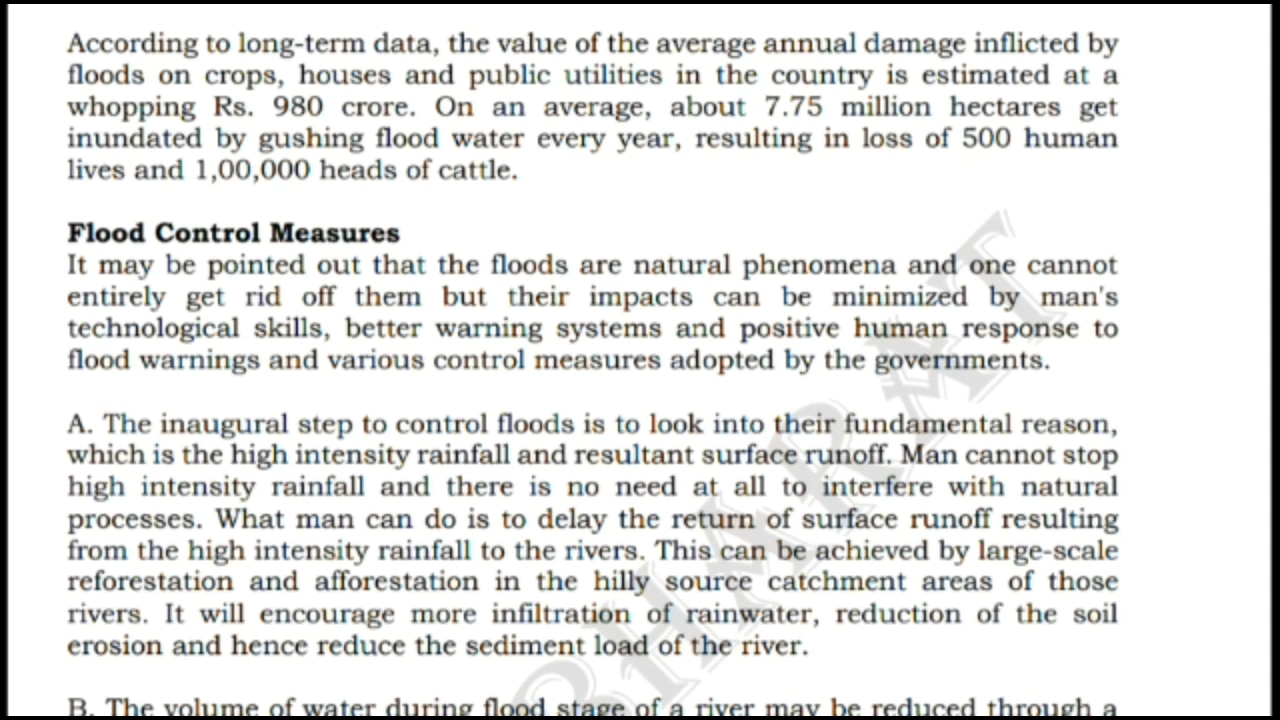 According to long-term data, the value of the average annual damage inflicted by
floods on crops, houses and public utilities in the country is estimated at a
whopping Rs. 980 crore. On an average, about 7.75 million hectares get
inundated by gushing flood water every year, resulting in loss of 500 human
lives and 1,00,000 heads of cattle.
Flood Control Measures
It may be pointed out that the floods are natural phenomena and one cannot
entirely get rid off them but their impacts can be minimized by man's
technological skills, better warning systems and positive human response to
flood warnings and various control measures adopted by the governments.
A. The inaugural step to control floods is to look into their fundamental reason,
which is the high intensity rainfall and resultant surface runoff. Man cannot stop
high intensity rainfall and there is no need at all to interfere with natural
processes. What man can do is to delay the return of surface runoff resulting
from the high intensity rainfall to the rivers. This can be achieved by large-scale
reforestation and afforestation in the hilly source catchment areas of those
rivers. It will encourage more infiltration of rainwater, reduction of the soil
erosion and hence reduce the sediment load of the river.
B. The volume of water during flood stage of a river may be reduced through a
BHARAT